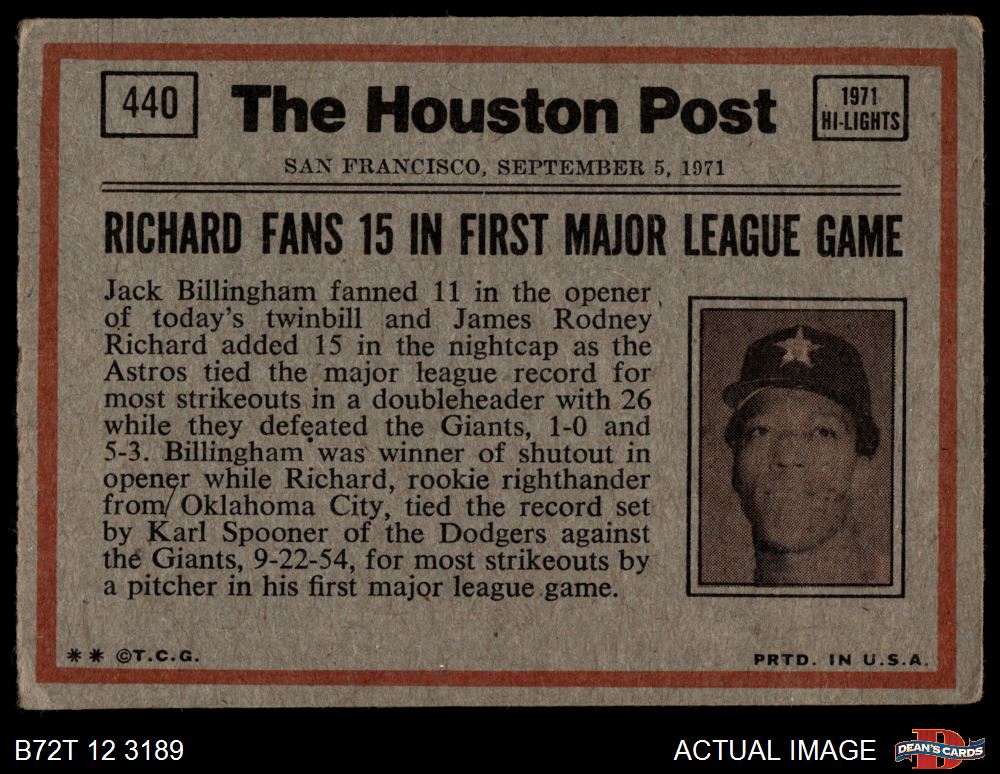 440
The Houston Post
1971
HI-LIGHTS
SAN FRANCISCO, SEPTEMBER 5, 1971
RICHARD FANS 15 IN FIRST MAJOR LEAGUE GAME
Jack Billingham fanned 11 in the opener
of today's twinbill and James Rodney
Richard added 15 in the nightcap as the
Astros tied the major league record for
most strikeouts in a doubleheader with 26
while they defeated the Giants, 1-0 and
5-3. Billingham was winner of shutout in
opener while Richard, rookie righthander
from Oklahoma City, tied the record set
by Karl Spooner of the Dodgers against
the Giants, 9-22-54, for most strikeouts by
a pitcher in his first major league game.
** ©T.C.G.
PRTD. IN U.S.A.
B72T 12 3189
ACTUAL IMAGE
DEAN'S CARDS